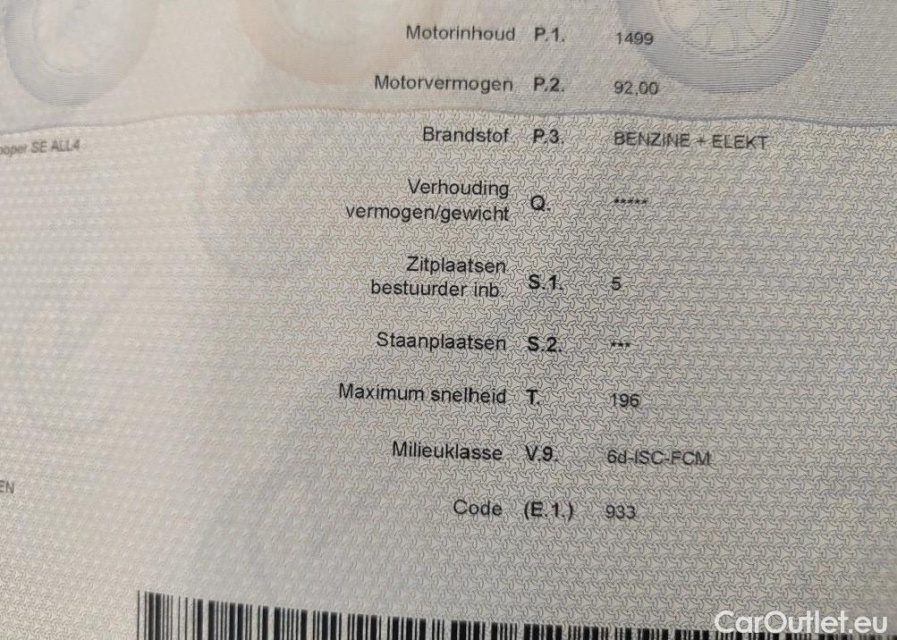 Motorinhoud P.1. 1499
Motorvermogen P.2. 92,00
Brandstof P.3. BENZINE + ELEKT
ooper SE ALL4
Verhouding
vermogen/gewicht Q. *****
Zitplaatsen
bestuurder inb. S.1. 5
Staanplaatsen S.2. ***
Maximum snelheid T. 196
Milieuklasse V.9. 6d-ISC-FCM
EN
Code (E.1.) 933
CarOutlet.eu